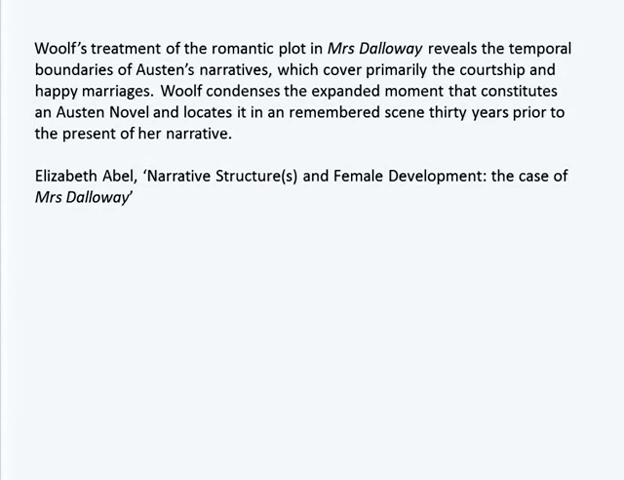 Woolf’s treatment of the romantic plot in Mrs Dalloway reveals the temporal
boundaries of Austen’s narratives, which cover primarily the courtship and
happy marriages.  Woolf condenses the expanded moment that constitutes
an Austen Novel and locates it in an remembered scene thirty years prior to
the present of her narrative.
Elizabeth Abel, ‘Narrative Structure(s) and Female Development: the case of
Mrs Dalloway’